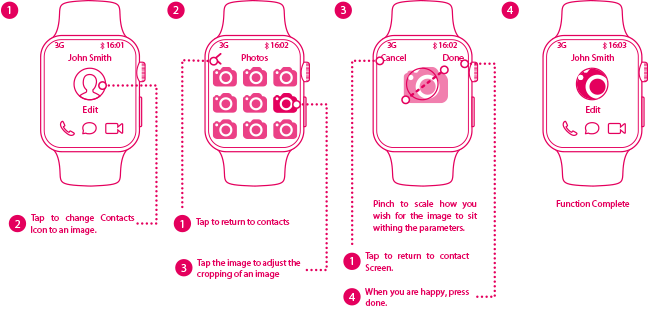 1
3G 16:01
John Smith
Edit
2 Tap to change Contacts
Icon to an image.
2
3G 16:02
Photos
1 Tap to return to contacts
3 Tap the image to adjust the
cropping of an image
3
3G 16:02
Cancel Done
Pinch to scale how you
wish for the image to sit
withing the parameters.
1 Tap to return to contact
Screen.
4 When you are happy, press
done.
4
3G 16:03
John Smith
Edit
Function Complete